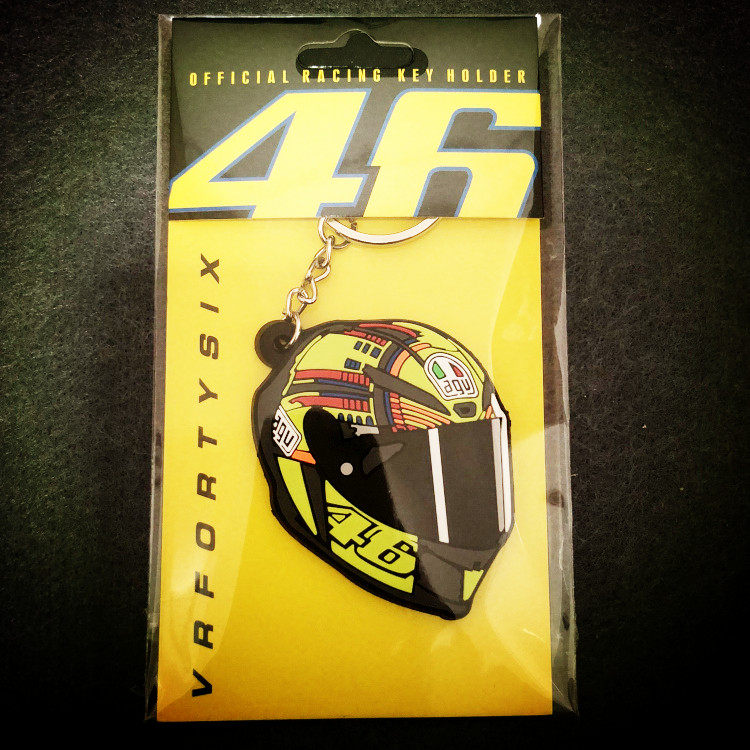 OFFICIAL RACING KEY HOLDER
46
VRFORTYSIX
agv
agv
46